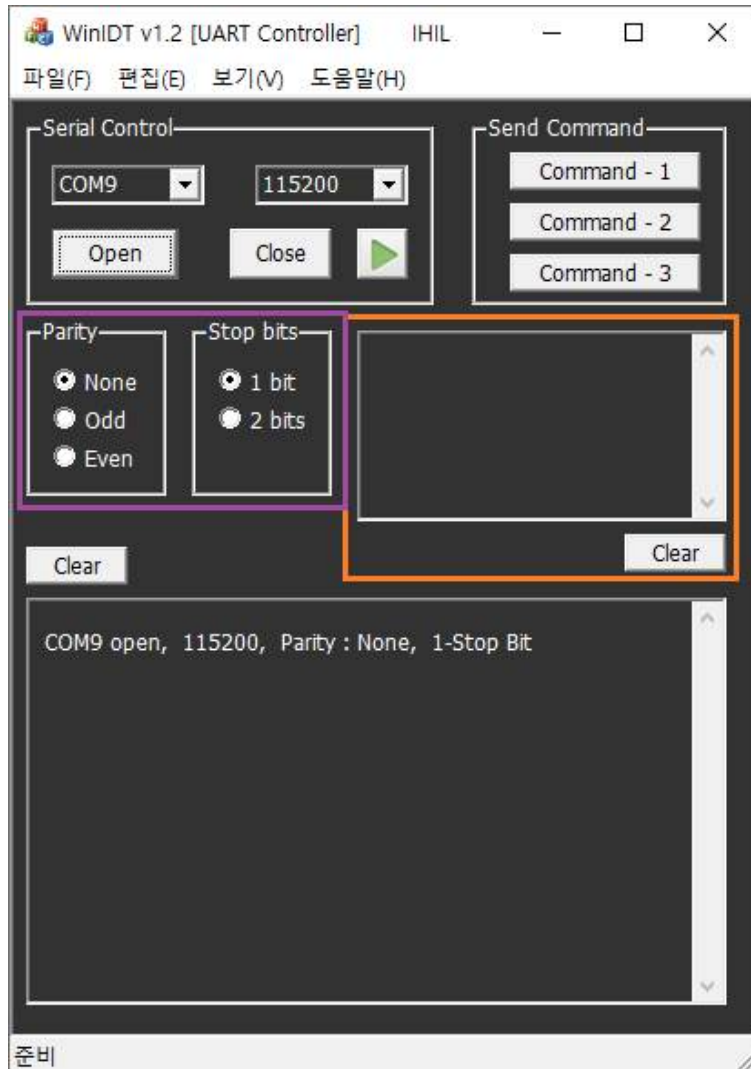 WinIDT v1.2 [UART Controller] IHIL
파일(F) 편집(E) 보기(V) 도움말(H)
Serial Control
COM9
115200
Open
Close
Send Command
Command - 1
Command - 2
Command - 3
Parity
None
Odd
Even
Stop bits
1 bit
2 bits
Clear
Clear
COM9 open, 115200, Parity : None, 1-Stop Bit
준비